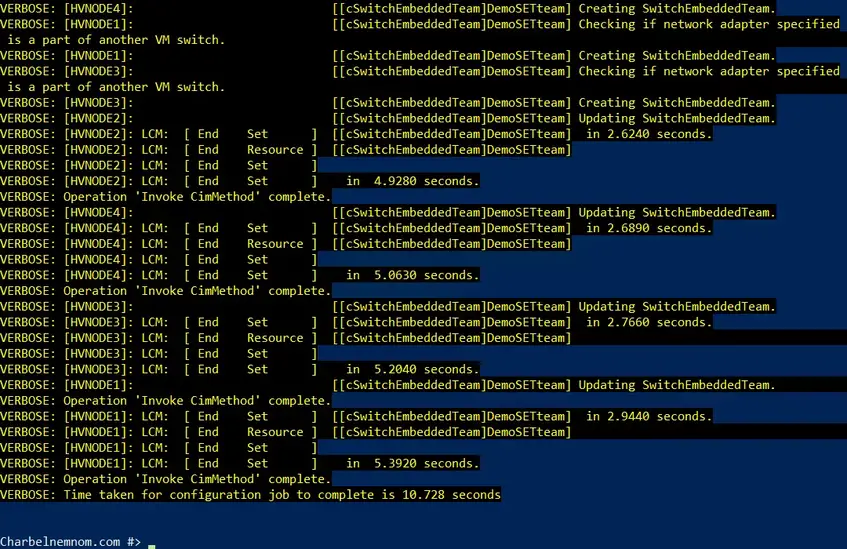 VERBOSE: [HVNODE4]:                            [[cSwitchEmbeddedTeam]DemoSETteam] Creating SwitchEmbeddedTeam.
VERBOSE: [HVNODE1]:                            [[cSwitchEmbeddedTeam]DemoSETteam] Checking if network adapter specified
 is a part of another VM switch.
VERBOSE: [HVNODE1]:                            [[cSwitchEmbeddedTeam]DemoSETteam] Creating SwitchEmbeddedTeam.
VERBOSE: [HVNODE3]:                            [[cSwitchEmbeddedTeam]DemoSETteam] Checking if network adapter specified
 is a part of another VM switch.
VERBOSE: [HVNODE3]:                            [[cSwitchEmbeddedTeam]DemoSETteam] Creating SwitchEmbeddedTeam.
VERBOSE: [HVNODE2]:                            [[cSwitchEmbeddedTeam]DemoSETteam] Updating SwitchEmbeddedTeam.
VERBOSE: [HVNODE2]: LCM:  [ End    Set      ]  [[cSwitchEmbeddedTeam]DemoSETteam]  in 2.6240 seconds.
VERBOSE: [HVNODE2]: LCM:  [ End    Resource ]  [[cSwitchEmbeddedTeam]DemoSETteam]
VERBOSE: [HVNODE2]: LCM:  [ End    Set      ]
VERBOSE: [HVNODE2]: LCM:  [ End    Set      ]    in  4.9280 seconds.
VERBOSE: Operation 'Invoke CimMethod' complete.
VERBOSE: [HVNODE4]:                            [[cSwitchEmbeddedTeam]DemoSETteam] Updating SwitchEmbeddedTeam.
VERBOSE: [HVNODE4]: LCM:  [ End    Set      ]  [[cSwitchEmbeddedTeam]DemoSETteam]  in 2.6890 seconds.
VERBOSE: [HVNODE4]: LCM:  [ End    Resource ]  [[cSwitchEmbeddedTeam]DemoSETteam]
VERBOSE: [HVNODE4]: LCM:  [ End    Set      ]
VERBOSE: [HVNODE4]: LCM:  [ End    Set      ]    in  5.0630 seconds.
VERBOSE: Operation 'Invoke CimMethod' complete.
VERBOSE: [HVNODE3]:                            [[cSwitchEmbeddedTeam]DemoSETteam] Updating SwitchEmbeddedTeam.
VERBOSE: [HVNODE3]: LCM:  [ End    Set      ]  [[cSwitchEmbeddedTeam]DemoSETteam]  in 2.7660 seconds.
VERBOSE: [HVNODE3]: LCM:  [ End    Resource ]  [[cSwitchEmbeddedTeam]DemoSETteam]
VERBOSE: [HVNODE3]: LCM:  [ End    Set      ]
VERBOSE: [HVNODE3]: LCM:  [ End    Set      ]    in  5.2040 seconds.
VERBOSE: [HVNODE1]:                            [[cSwitchEmbeddedTeam]DemoSETteam] Updating SwitchEmbeddedTeam.
VERBOSE: Operation 'Invoke CimMethod' complete.
VERBOSE: [HVNODE1]: LCM:  [ End    Set      ]  [[cSwitchEmbeddedTeam]DemoSETteam]  in 2.9440 seconds.
VERBOSE: [HVNODE1]: LCM:  [ End    Resource ]  [[cSwitchEmbeddedTeam]DemoSETteam]
VERBOSE: [HVNODE1]: LCM:  [ End    Set      ]
VERBOSE: [HVNODE1]: LCM:  [ End    Set      ]    in  5.3920 seconds.
VERBOSE: Operation 'Invoke CimMethod' complete.
VERBOSE: Time taken for configuration job to complete is 10.728 seconds
Charbelnemnom.com #>